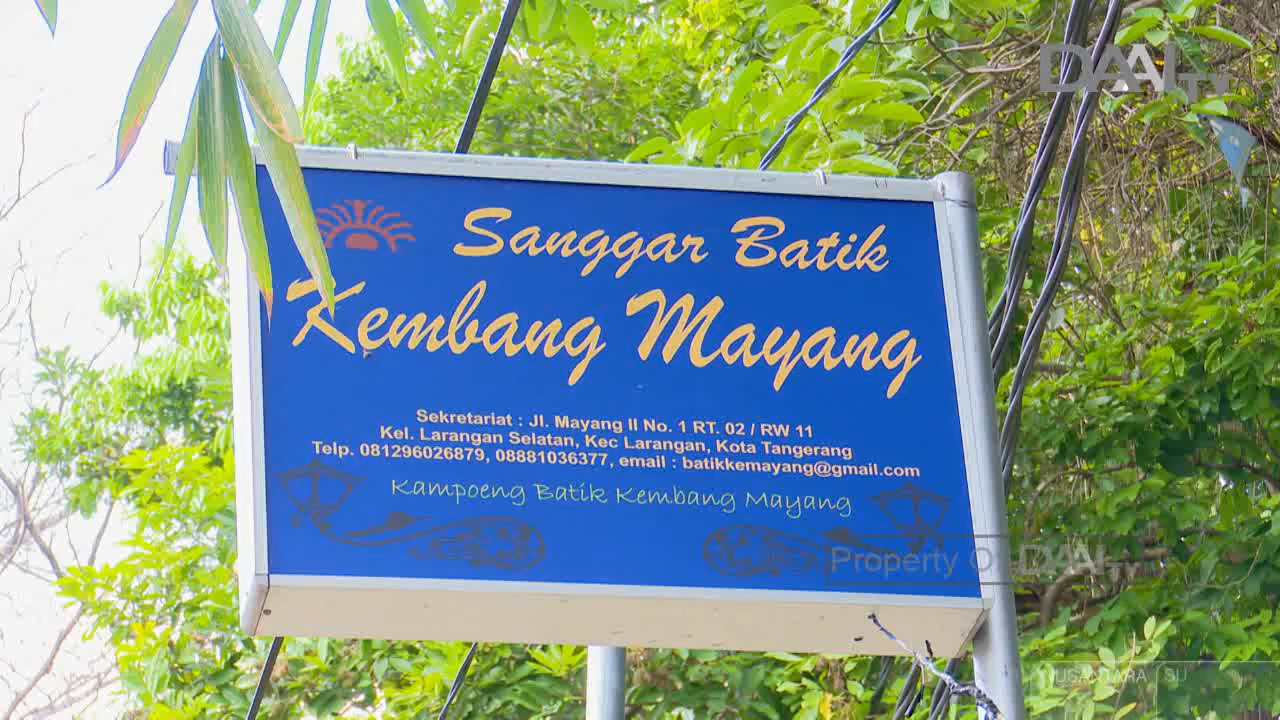 DAAI TV
Sanggar Batik
Kembang Mayang
Sekretariat : Jl. Mayang II No. 1 RT. 02 / RW 11
Kel. Larangan Selatan, Kec Larangan, Kota Tangerang
Telp. 081296026879, 08881036377, email : batikkemayang@gmail.com
Kampoeng Batik Kembang Mayang
Property O DAAI TV
NUSANTARA